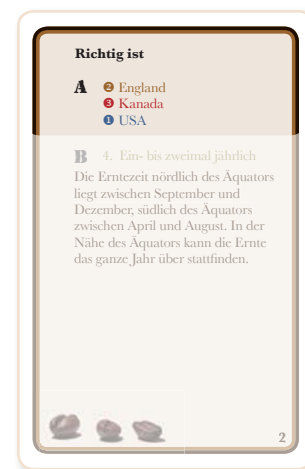 Richtig ist
A ❷ England
❸ Kanada
❶ USA
B 4. Ein- bis zweimal jährlich
Die Erntezeit nördlich des Äquators
liegt zwischen September und
Dezember, südlich des Äquators
zwischen April und August. In der
Nähe des Äquators kann die Ernte
das ganze Jahr über stattfinden.
2